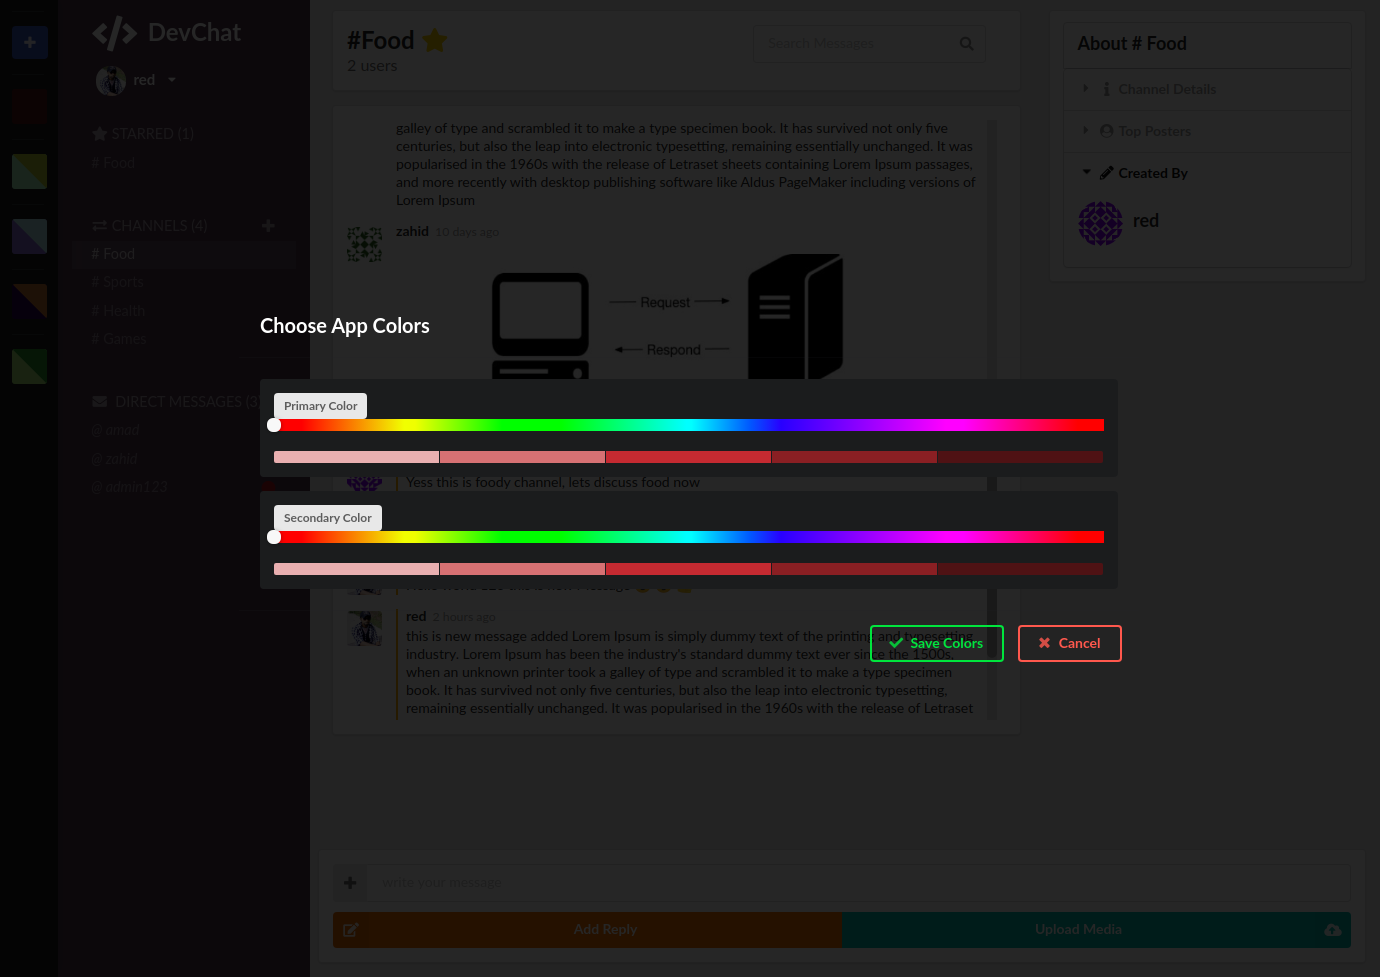 DevChat
red
STARRED (1)
# Food
CHANNELS (4)
# Food
# Sports
# Health
# Games
DIRECT MESSAGES (3)
@ amad
@ zahid
@ admin123
#Food
2 users
Search Messages
galley of type and scrambled it to make a type specimen book. It has survived not only five
centuries, but also the leap into electronic typesetting, remaining essentially unchanged. It was
popularised in the 1960s with the release of Letraset sheets containing Lorem Ipsum passages,
and more recently with desktop publishing software like Aldus PageMaker including versions of
Lorem Ipsum
zahid 10 days ago
Request
Respond
Choose App Colors
Primary Color
Yess this is foody channel, lets discuss food now
Secondary Color
red 2 hours ago
this is new message added Lorem Ipsum is simply dummy text of the printing and typesetting
industry. Lorem Ipsum has been the industry's standard dummy text ever since the 1500s,
when an unknown printer took a galley of type and scrambled it to make a type specimen
book. It has survived not only five centuries, but also the leap into electronic typesetting,
remaining essentially unchanged. It was popularised in the 1960s with the release of Letraset
Save Colors
Cancel
write your message
Add Reply
Upload Media
About # Food
Channel Details
Top Posters
Created By
red